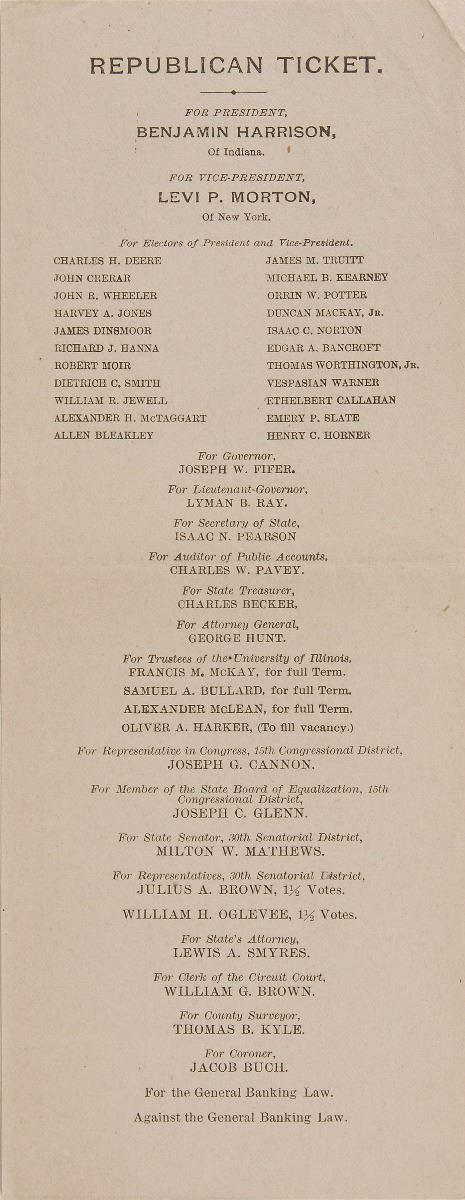 REPUBLICAN TICKET.
FOR PRESIDENT,
BENJAMIN HARRISON,
Of Indiana.
FOR VICE-PRESIDENT,
LEVI P. MORTON,
Of New York.
For Electors of President and Vice-President.
CHARLES H. DEERE
JOHN CRERAR
JOHN R. WHEELER
HARVEY A. JONES
JAMES DINSMOOR
RICHARD J. HANNA
ROBERT MOIR
DIETRICH C. SMITH
WILLIAM R. JEWELL
ALEXANDER H. McTAGGART
ALLEN BLEAKLEY
JAMES M. TRUITT
MICHAEL B. KEARNEY
ORRIN W. POTTER
DUNCAN MACKAY, JR.
ISAAC C. NORTON
EDGAR A. BANCROFT
THOMAS WORTHINGTON, JR.
VESPASIAN WARNER
ETHELBERT CALLAHAN
EMERY P. SLATE
HENRY C. HORNER
For Governor,
JOSEPH W. FIFER.
For Lieutenant-Governor,
LYMAN B. RAY.
For Secretary of State,
ISAAC N. PEARSON
For Auditor of Public Accounts,
CHARLES W. PAVEY.
For State Treasurer,
CHARLES BECKER,
For Attorney General,
GEORGE HUNT.
For Trustees of the University of Illinois,
FRANCIS M. McKAY, for full Term.
SAMUEL A. BULLARD, for full Term.
ALEXANDER McLEAN, for full Term.
OLIVER A. HARKER, (To fill vacancy.)
For Representative in Congress, 15th Congressional District,
JOSEPH G. CANNON.
For Member of the State Board of Equalization, 15th
Congressional District,
JOSEPH C. GLENN.
For State Senator, 30th Senatorial District,
MILTON W. MATHEWS.
For Representatives, 30th Senatorial District,
JULIUS A. BROWN, 1½ Votes.
WILLIAM H. OGLEVEE, 1½ Votes.
For State's Attorney,
LEWIS A. SMYRES.
For Clerk of the Circuit Court,
WILLIAM G. BROWN.
For County Surveyor,
THOMAS B. KYLE.
For Coroner,
JACOB BUCH.
For the General Banking Law.
Against the General Banking Law.